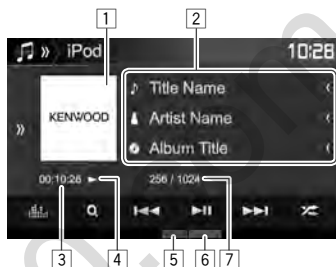 1 2
iPod 10:28
KENWOOD
Title Name
Artist Name
Album Title
00:10:26 256 / 1024
3 4 5 6 7